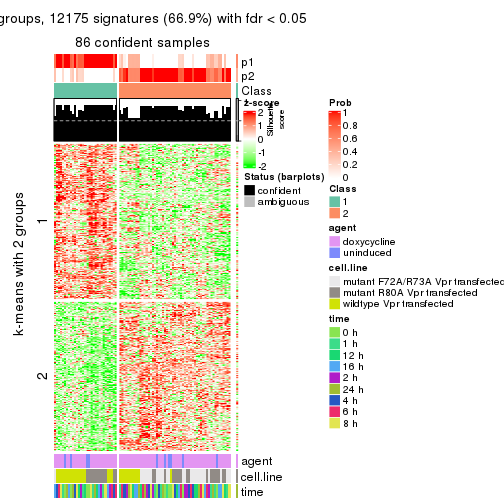 groups, 12175 signatures (66.9%) with fdr < 0.05
86 confident samples
p1
p2
Class
z-score
2
1
0
-1
-2
Silhouette
score
Status (barplots)
confident
ambiguous
Prob
1
0.8
0.6
0.4
0.2
0
Class
1
2
agent
doxycycline
uninduced
cell.line
mutant F72A/R73A Vpr transfected
mutant R80A Vpr transfected
wildtype Vpr transfected
time
0 h
1 h
12 h
16 h
2 h
24 h
4 h
6 h
8 h
k-means with 2 groups
1
2
agent
cell.line
time